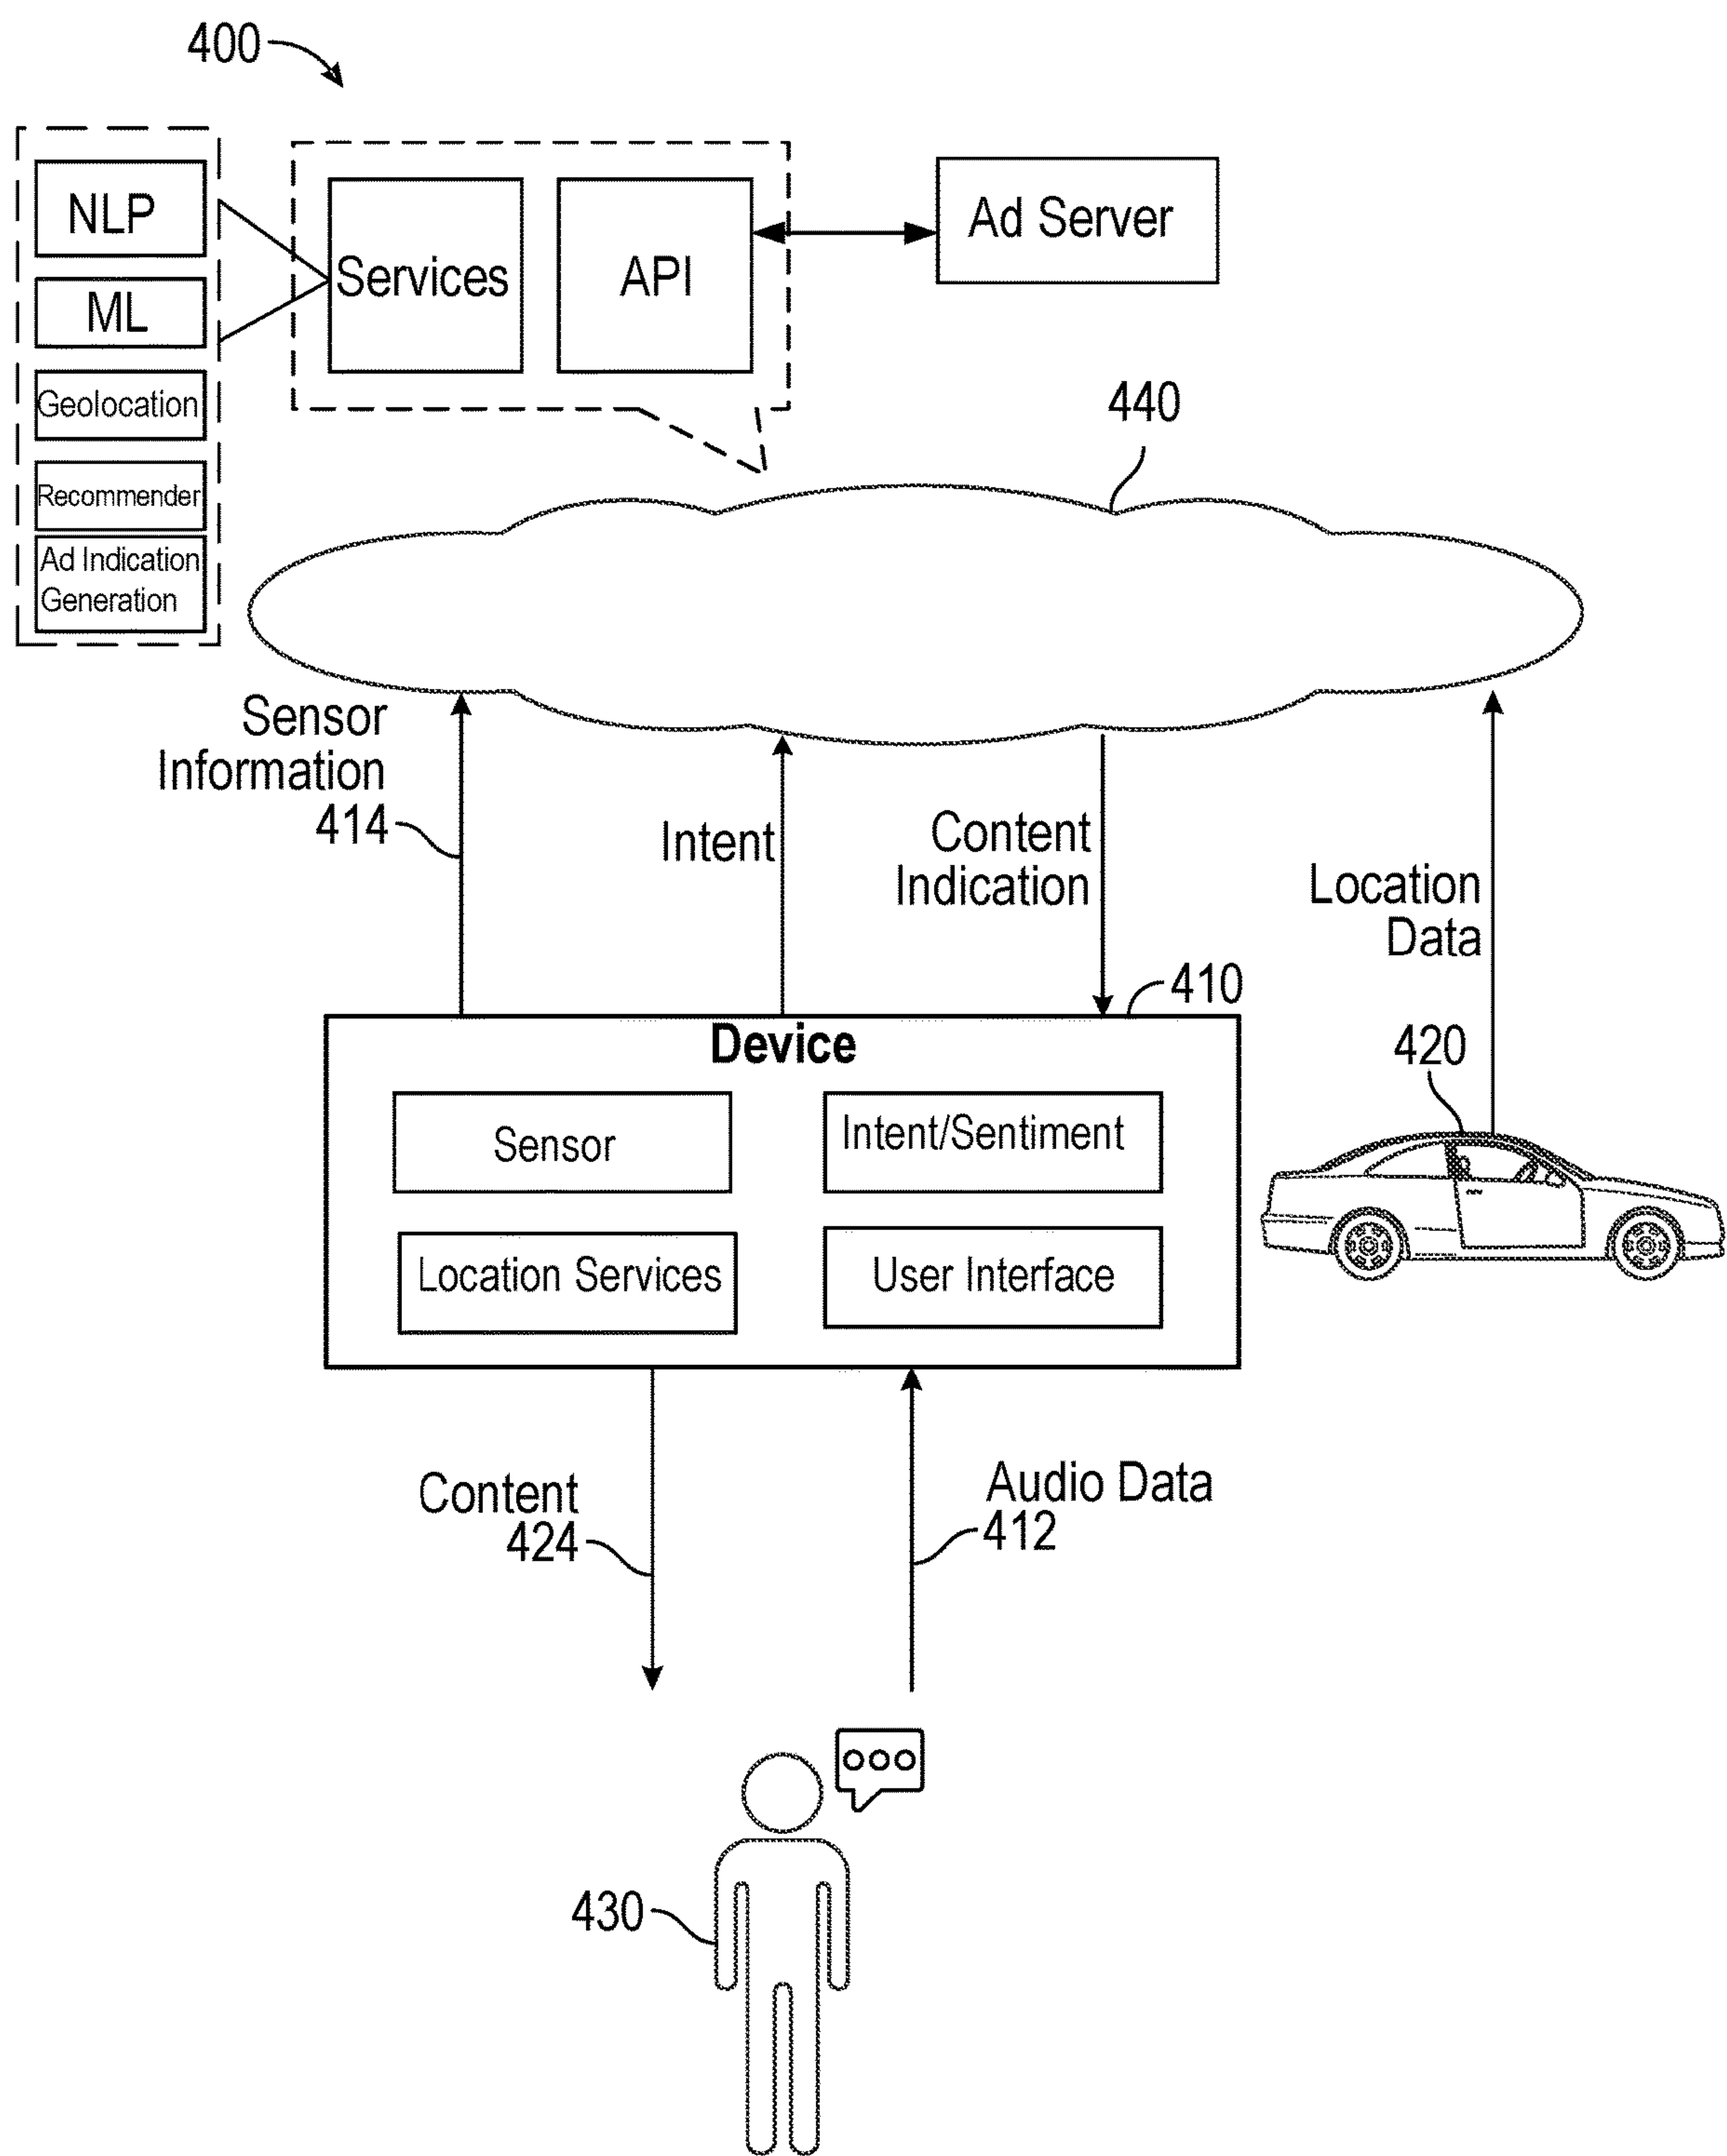 400
NLP
ML
Geolocation
Recommender
Ad Indication
Generation
Services
API
Ad Server
440
Sensor
Information
414
Intent
Content
Indication
Location
Data
410
420
Device
Sensor
Intent/Sentiment
Location Services
User Interface
Content
424
Audio Data
412
430